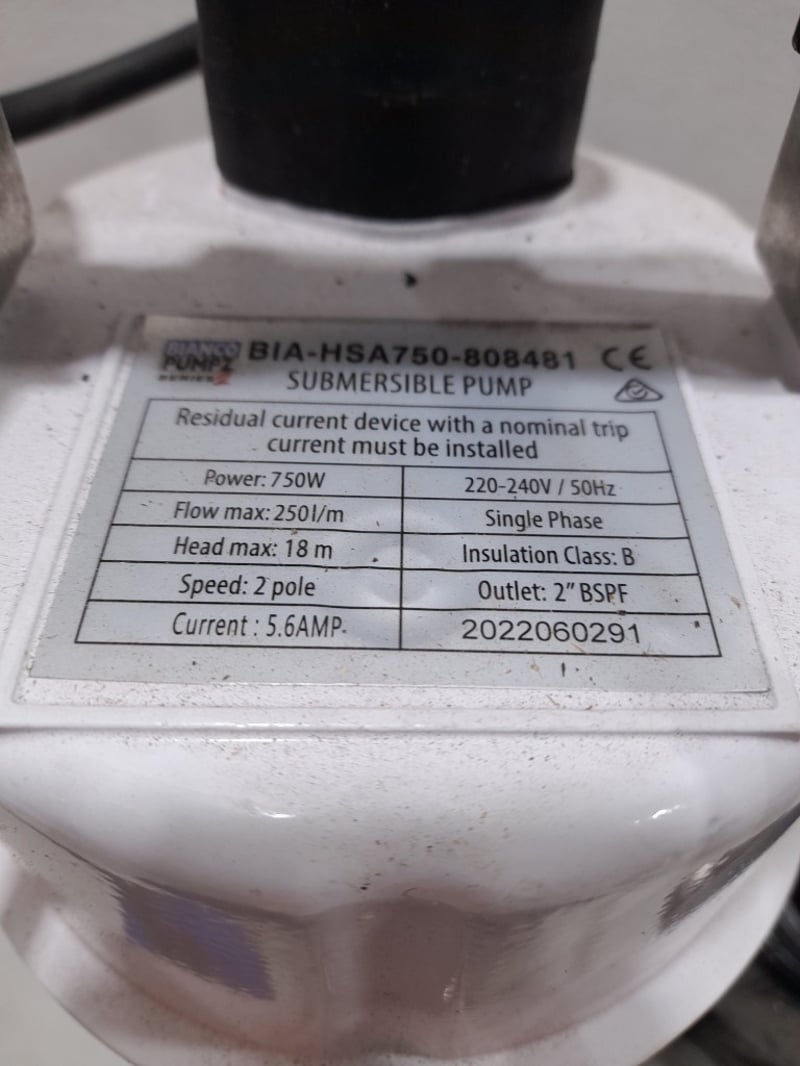 BIANCO
PUMPZ
SERIES 2
BIA-HSA750-808481 CE
SUBMERSIBLE PUMP
Residual current device with a nominal trip
current must be installed
Power: 750W
220-240V / 50Hz
Flow max: 250l/m
Single Phase
Head max: 18 m
Insulation Class: B
Speed: 2 pole
Outlet: 2" BSPF
Current : 5.6AMP
2022060291